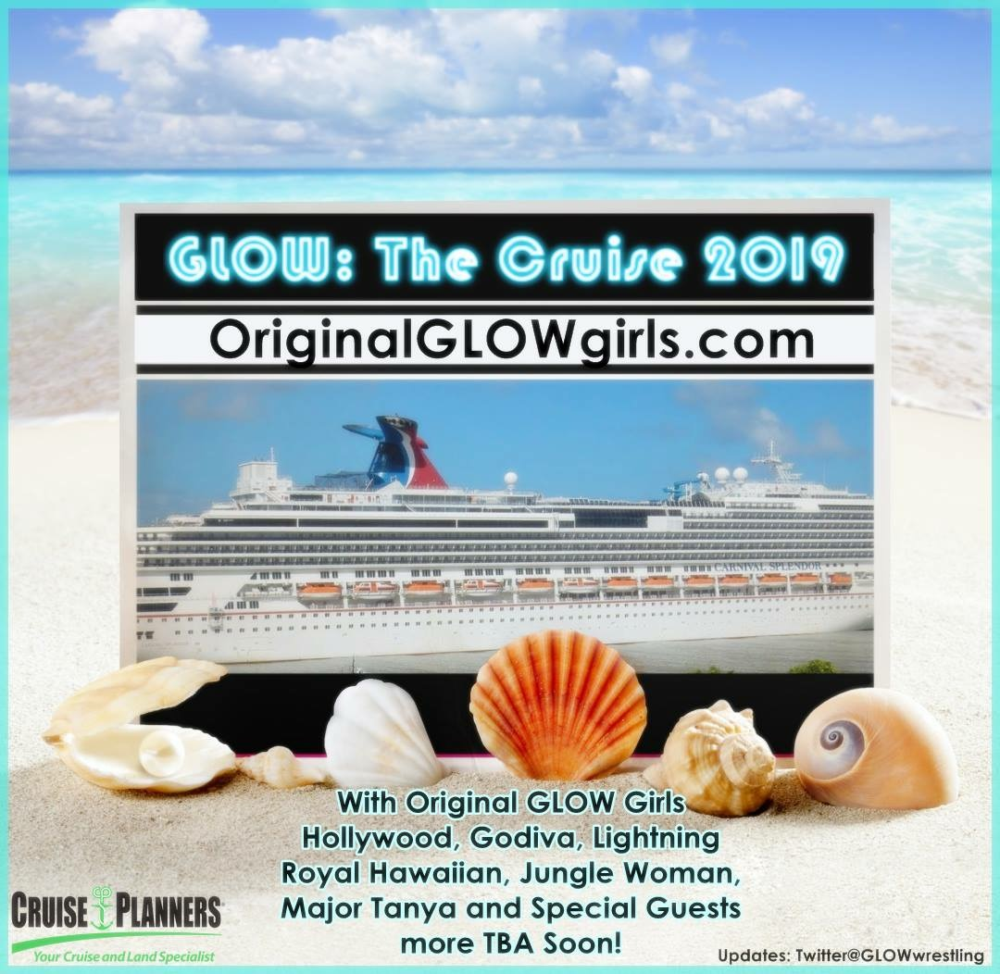 GLOW: The Cruise 2019
OriginalGLOWgirls.com
CARNIVAL SPLENDOR
With Original GLOW Girls
Hollywood, Godiva, Lightning
Royal Hawaiian, Jungle Woman,
Major Tanya and Special Guests
more TBA Soon!
CRUISE PLANNERS®
Your Cruise and Land Specialist
Updates: Twitter@GLOWwrestling